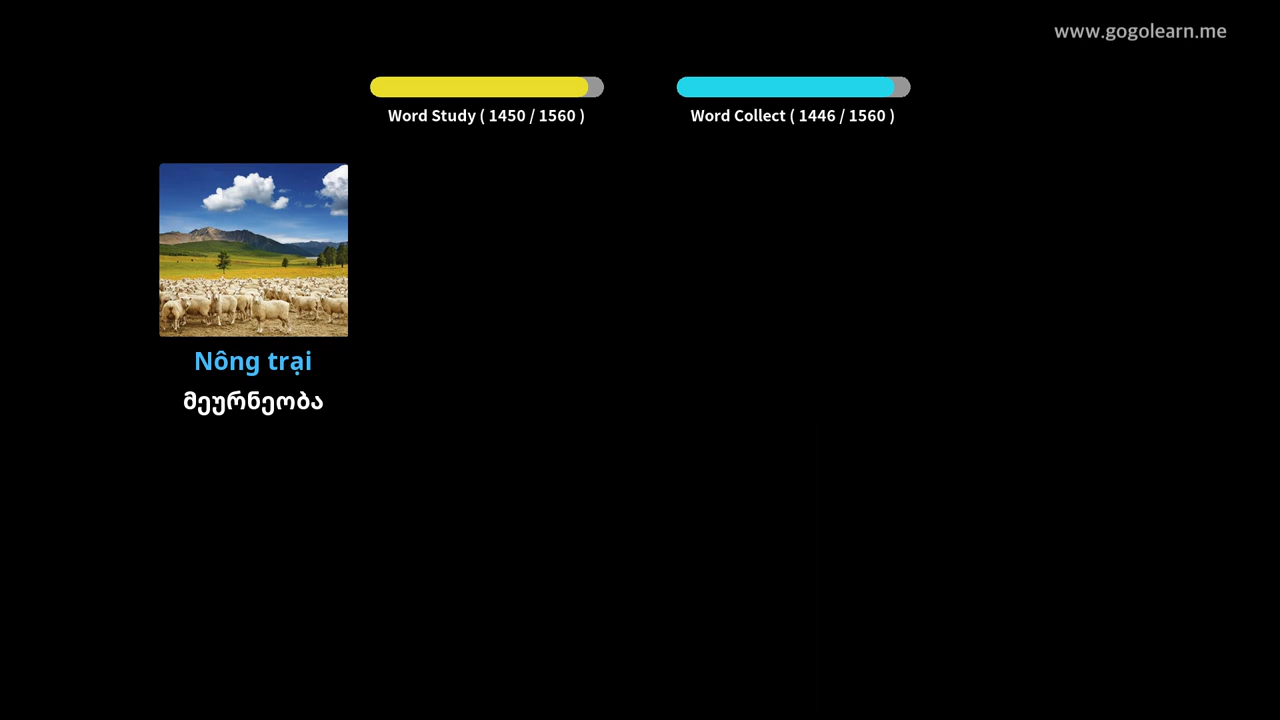 www.gogolearn.me
Word Study ( 1450 / 1560 )
Word Collect ( 1446 / 1560 )
Nông trại
მეურნეობა